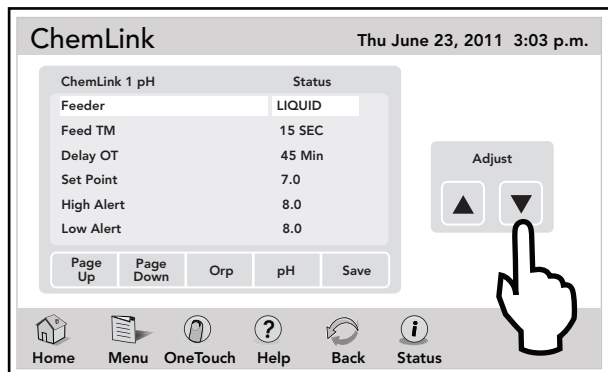 ChemLink
Thu June 23, 2011 3:03 p.m.
ChemLink 1 pH Status
Feeder LIQUID
Feed TM 15 SEC
Delay OT 45 Min
Set Point 7.0
High Alert 8.0
Low Alert 8.0
Adjust
Page Up
Page Down
Orp
pH
Save
?
i
Home Menu OneTouch Help Back Status